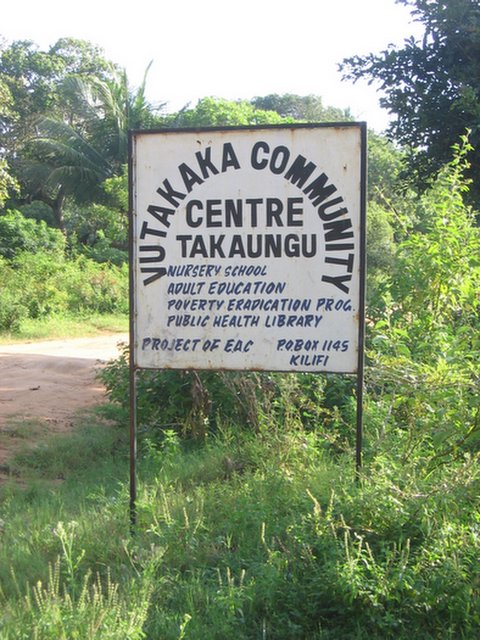 VUTAKAKA COMMUNITY
CENTRE
TAKAUNGU
NURSERY SCHOOL
ADULT EDUCATION
POVERTY ERADICATION PROG.
PUBLIC HEALTH LIBRARY
PROJECT OF EAC P.O.BOX 1145
KILIFI